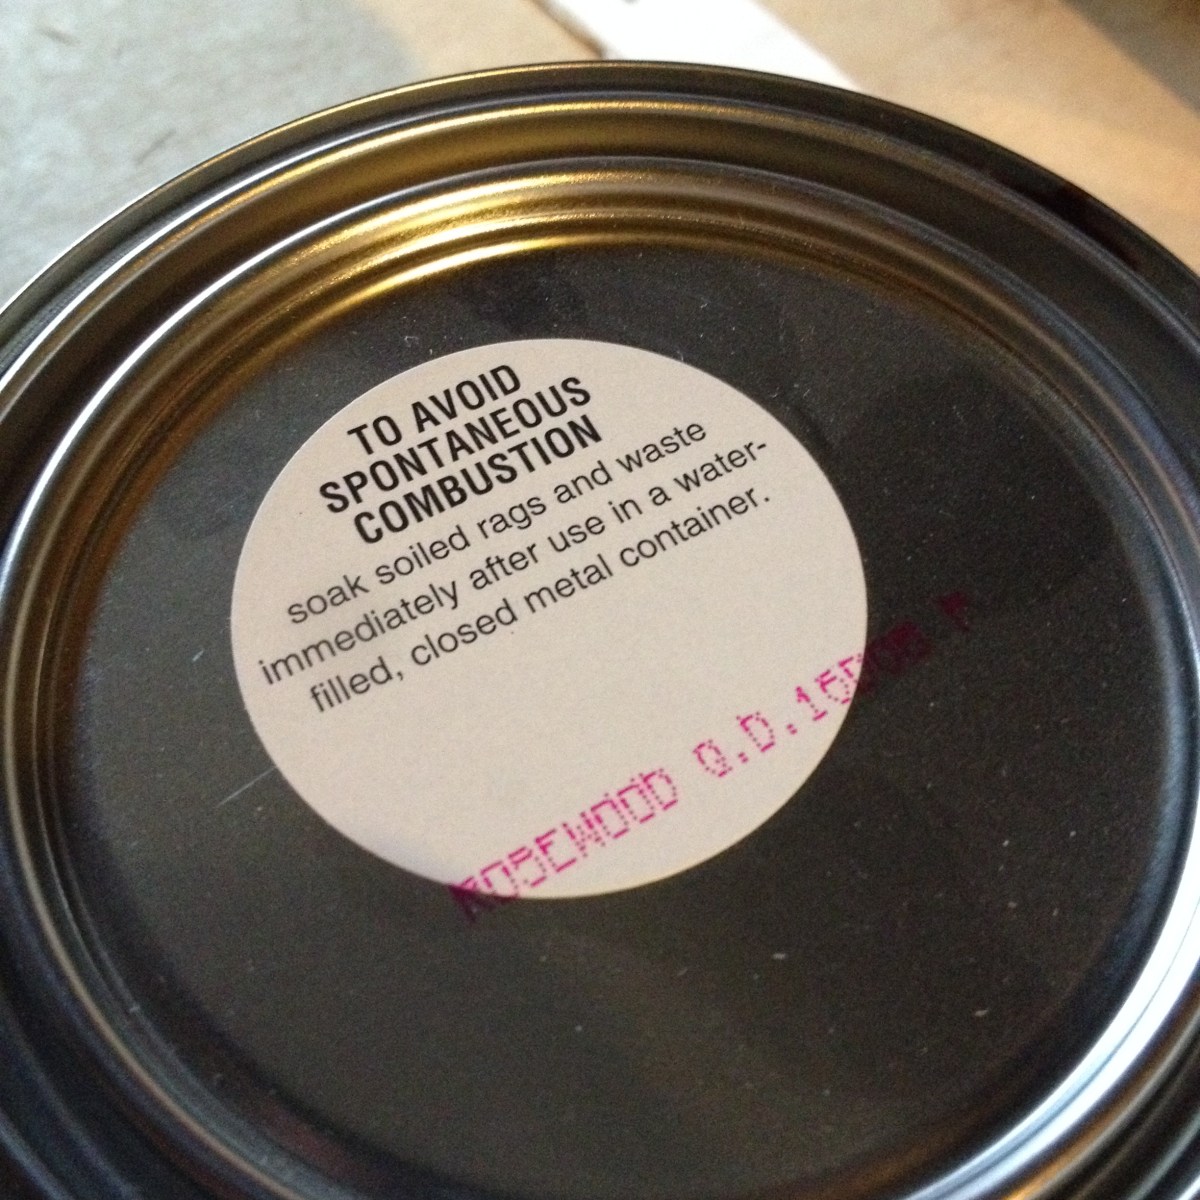 TO AVOID
SPONTANEOUS
COMBUSTION
soak soiled rags and waste
immediately after use in a water-
filled, closed metal container.
ROSEWOOD Q.D.